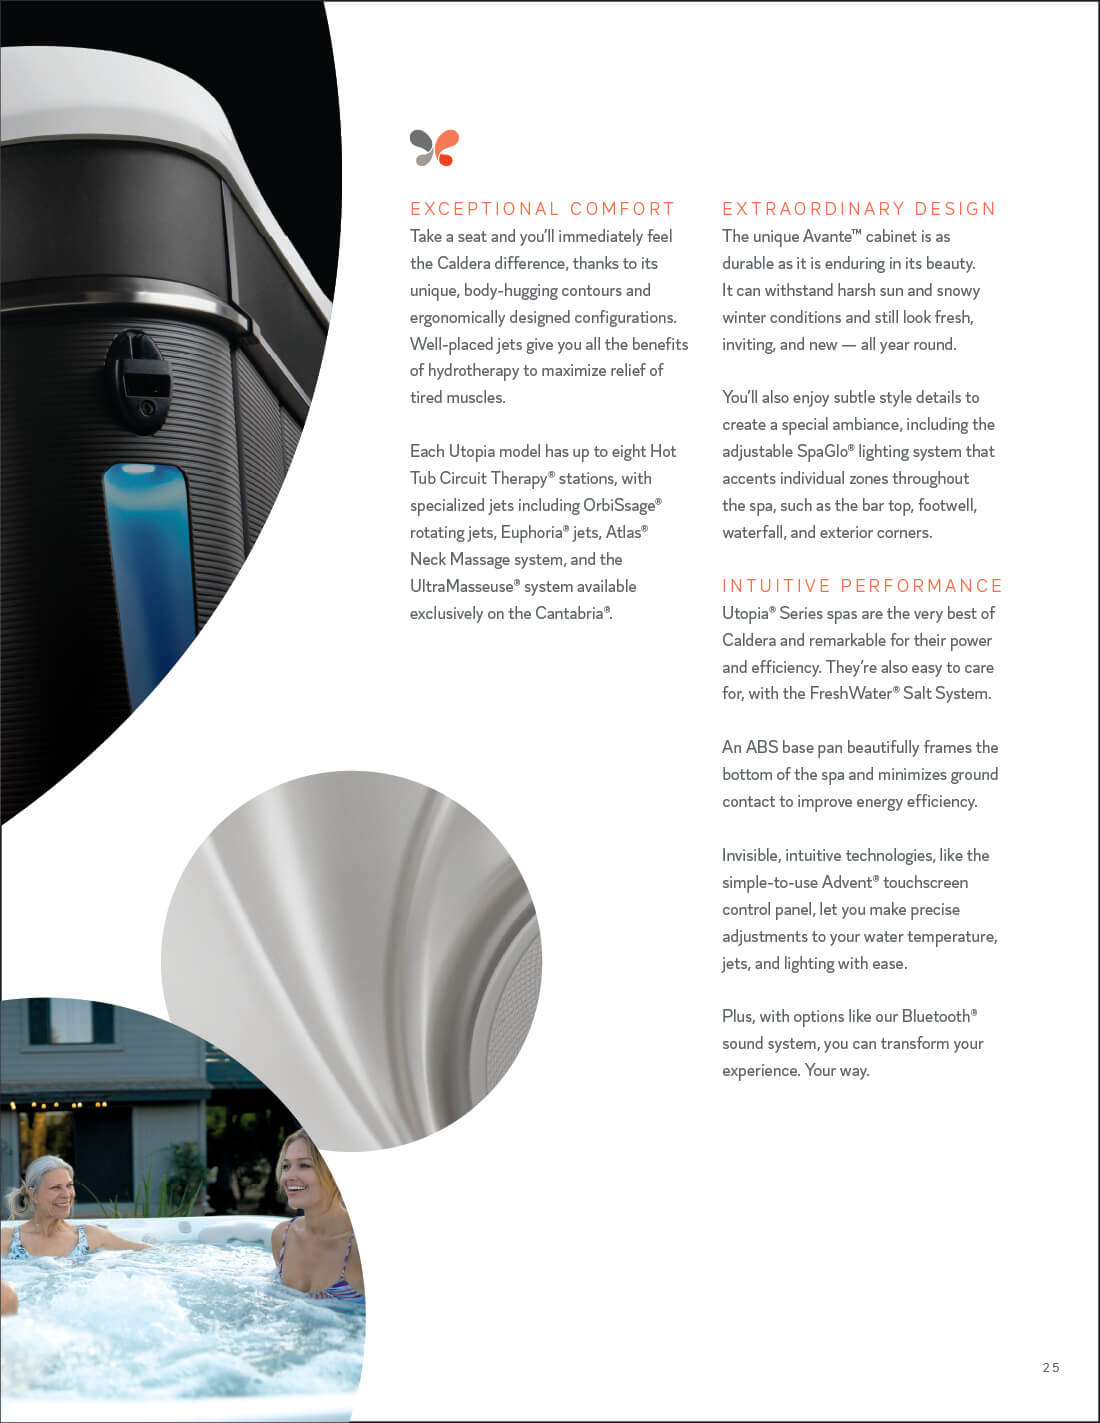 EXCEPTIONAL COMFORT
Take a seat and you’ll immediately feel
the Caldera difference, thanks to its
unique, body-hugging contours and
ergonomically designed configurations.
Well-placed jets give you all the benefits
of hydrotherapy to maximize relief of
tired muscles.
Each Utopia model has up to eight Hot
Tub Circuit Therapy® stations, with
specialized jets including OrbiSsage®
rotating jets, Euphoria® jets, Atlas®
Neck Massage system, and the
UltraMasseuse® system available
exclusively on the Cantabria®.
EXTRAORDINARY DESIGN
The unique Avante™ cabinet is as
durable as it is enduring in its beauty.
It can withstand harsh sun and snowy
winter conditions and still look fresh,
inviting, and new — all year round.
You’ll also enjoy subtle style details to
create a special ambiance, including the
adjustable SpaGlo® lighting system that
accents individual zones throughout
the spa, such as the bar top, footwell,
waterfall, and exterior corners.
INTUITIVE PERFORMANCE
Utopia® Series spas are the very best of
Caldera and remarkable for their power
and efficiency. They’re also easy to care
for, with the FreshWater® Salt System.
An ABS base pan beautifully frames the
bottom of the spa and minimizes ground
contact to improve energy efficiency.
Invisible, intuitive technologies, like the
simple-to-use Advent® touchscreen
control panel, let you make precise
adjustments to your water temperature,
jets, and lighting with ease.
Plus, with options like our Bluetooth®
sound system, you can transform your
experience. Your way.
25